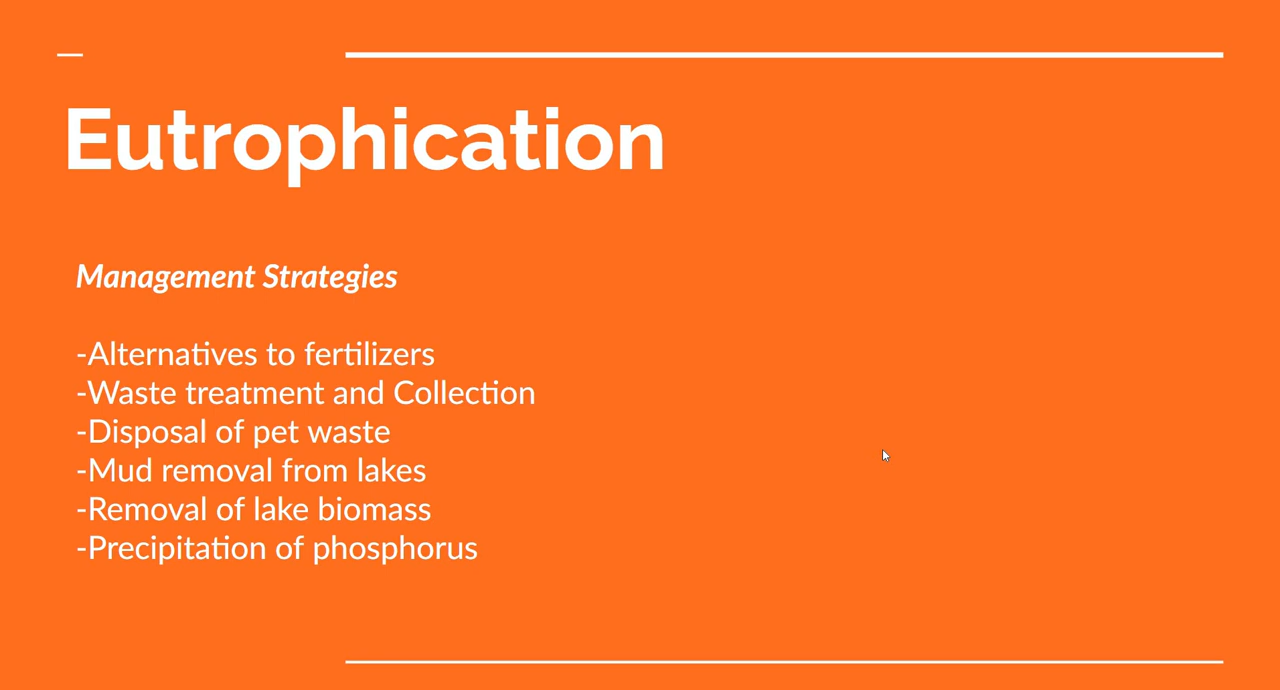 Eutrophication
Management Strategies
-Alternatives to fertilizers
-Waste treatment and Collection
-Disposal of pet waste
-Mud removal from lakes
-Removal of lake biomass
-Precipitation of phosphorus